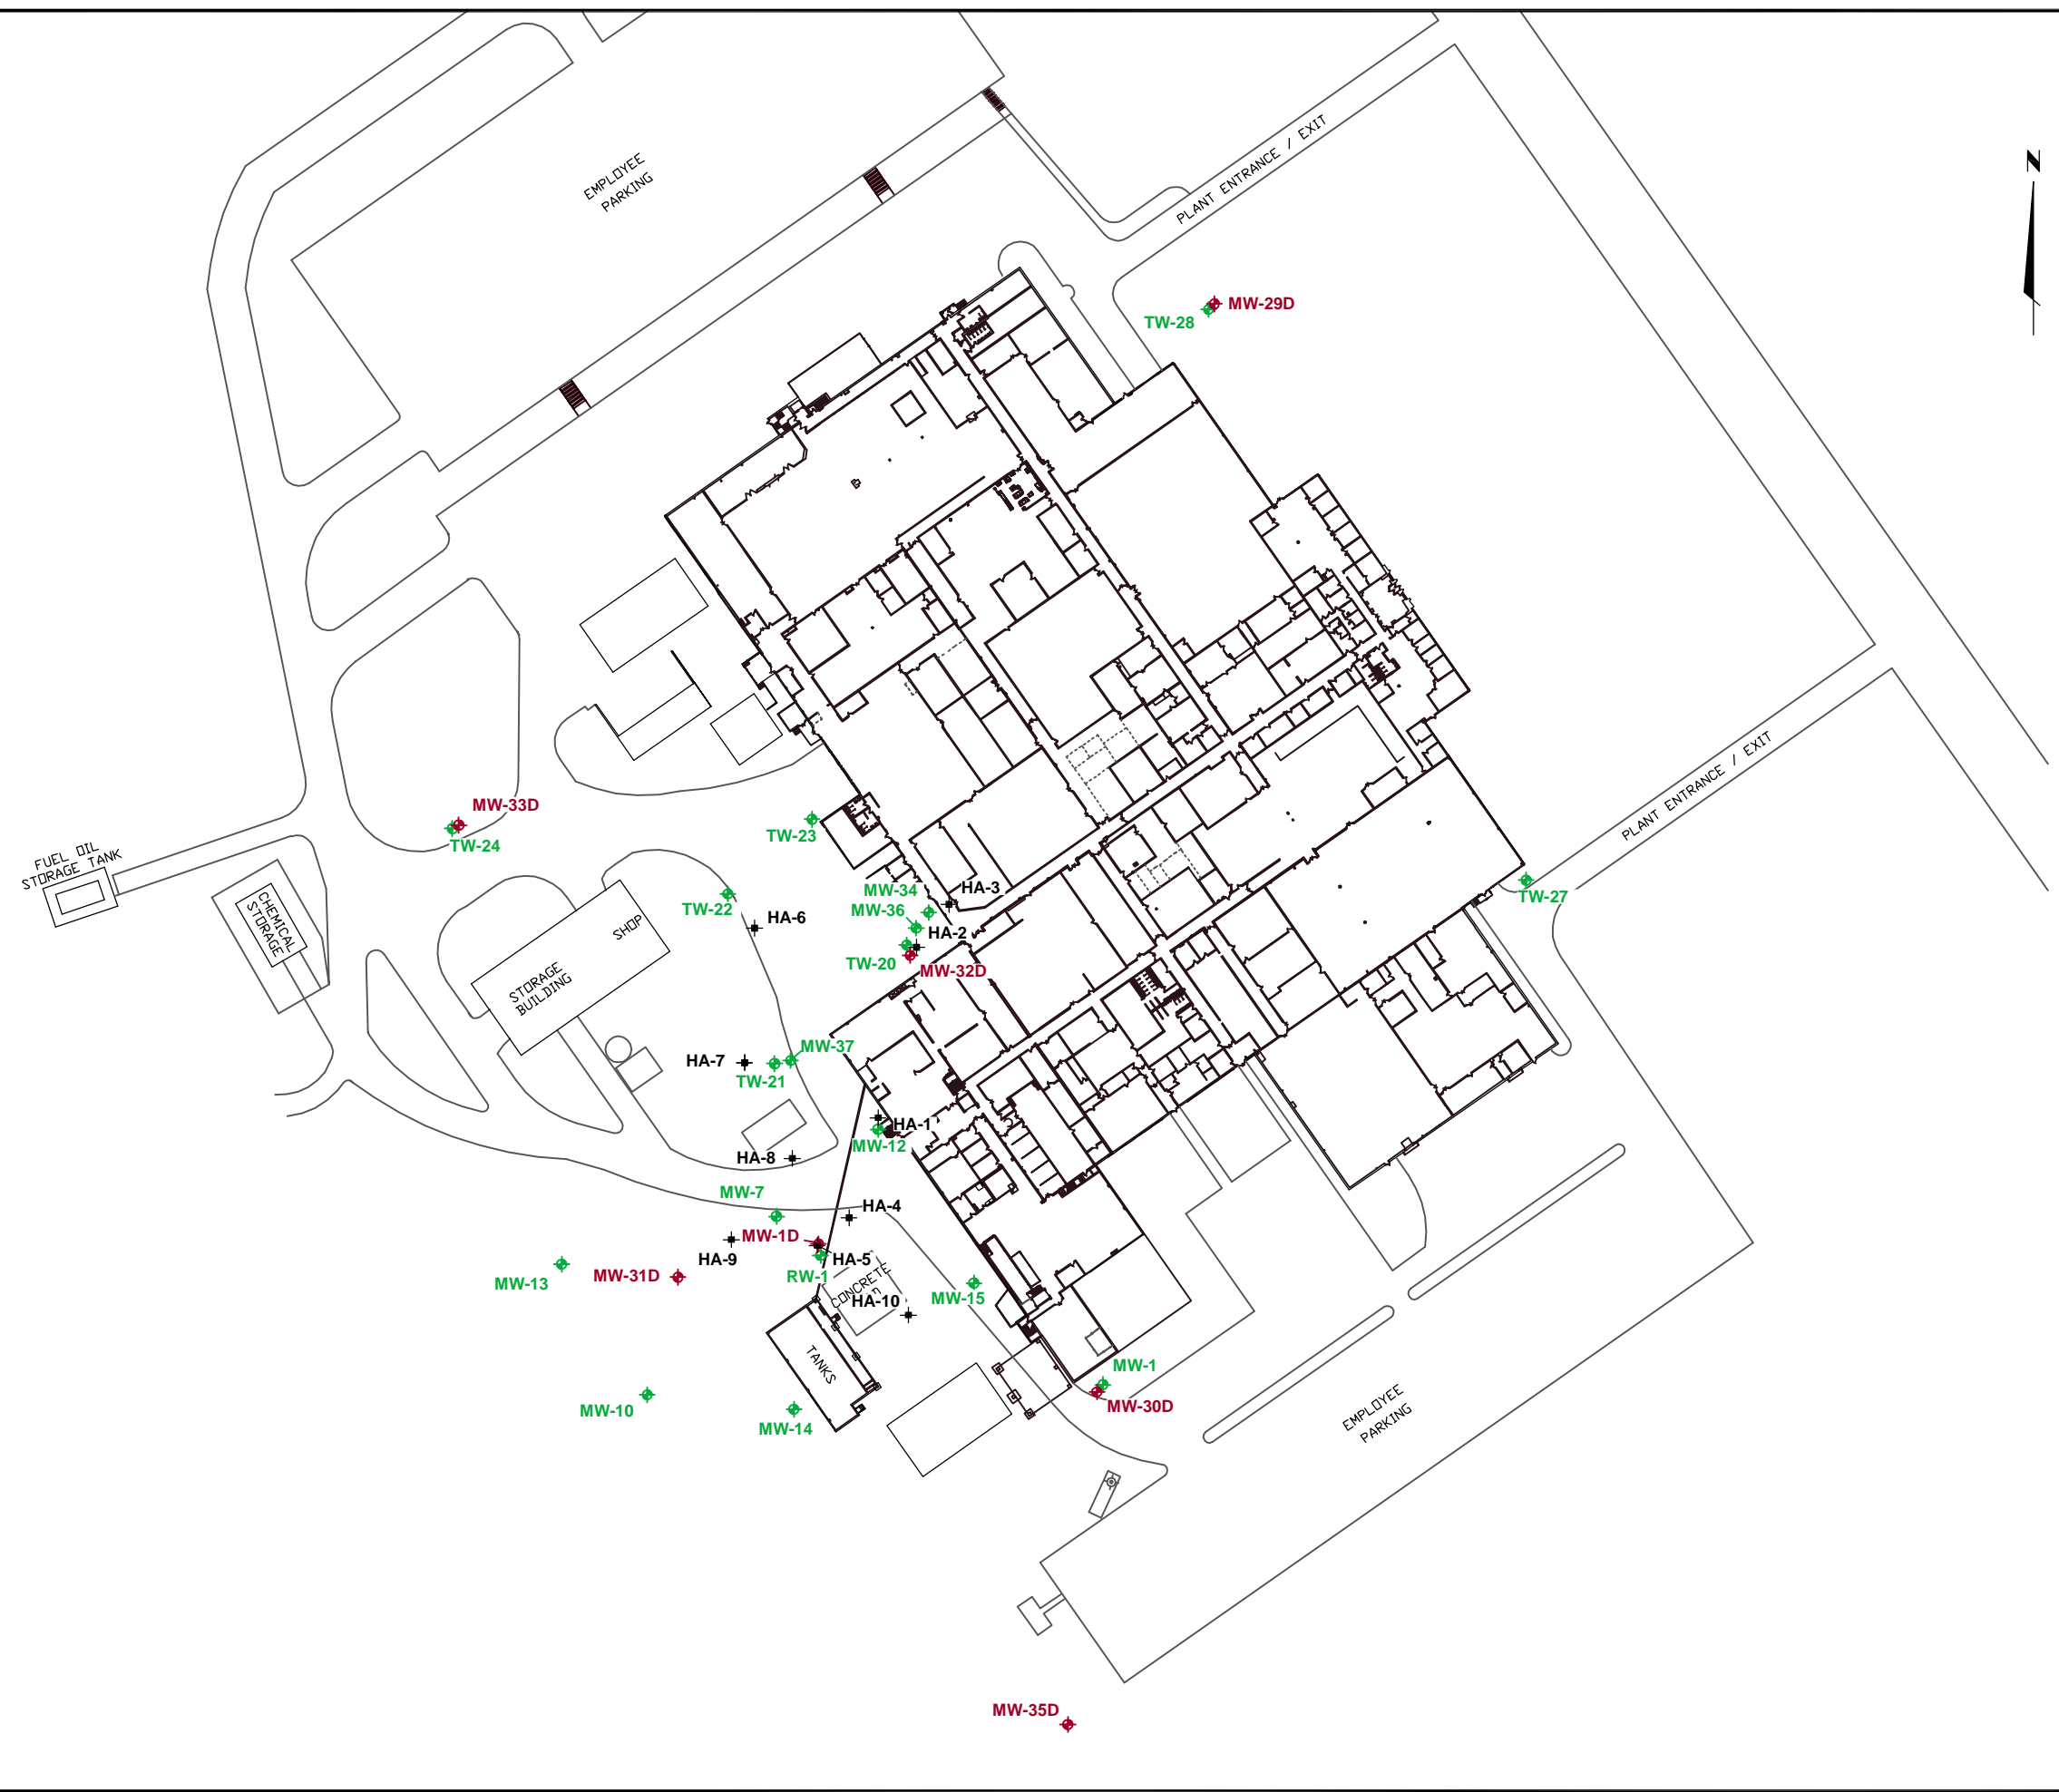 EMPLOYEE
PARKING
PLANT ENTRANCE / EXIT
N
MW-29D
TW-28
PLANT ENTRANCE / EXIT
MW-33D
TW-24
TW-23
FUEL OIL
STORAGE TANK
CHEMICAL
STORAGE
TW-22
MW-34
HA-3
MW-36
HA-6
HA-2
TW-27
SHOP
STORAGE
BUILDING
TW-20
MW-32D
MW-37
HA-7
TW-21
HA-1
MW-12
HA-8
MW-7
HA-4
MW-1D
HA-9
HA-5
MW-13
MW-31D
RW-1
CONCRETE
HA-10
MW-15
TANKS
MW-1
MW-30D
MW-10
MW-14
EMPLOYEE
PARKING
MW-35D